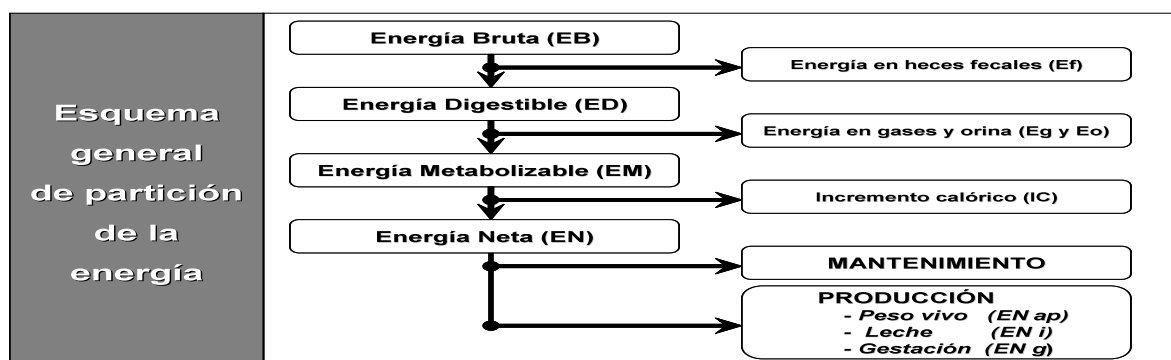 Esquema
general
de partición
de la
energía
Energía Bruta (EB)
Energía en heces fecales (Ef)
Energía Digestible (ED)
Energía en gases y orina (Eg y Eo)
Energía Metabolizable (EM)
Incremento calórico (IC)
Energía Neta (EN)
MANTENIMIENTO
PRODUCCIÓN
- Peso vivo (EN ap)
- Leche (EN i)
- Gestación (EN g)